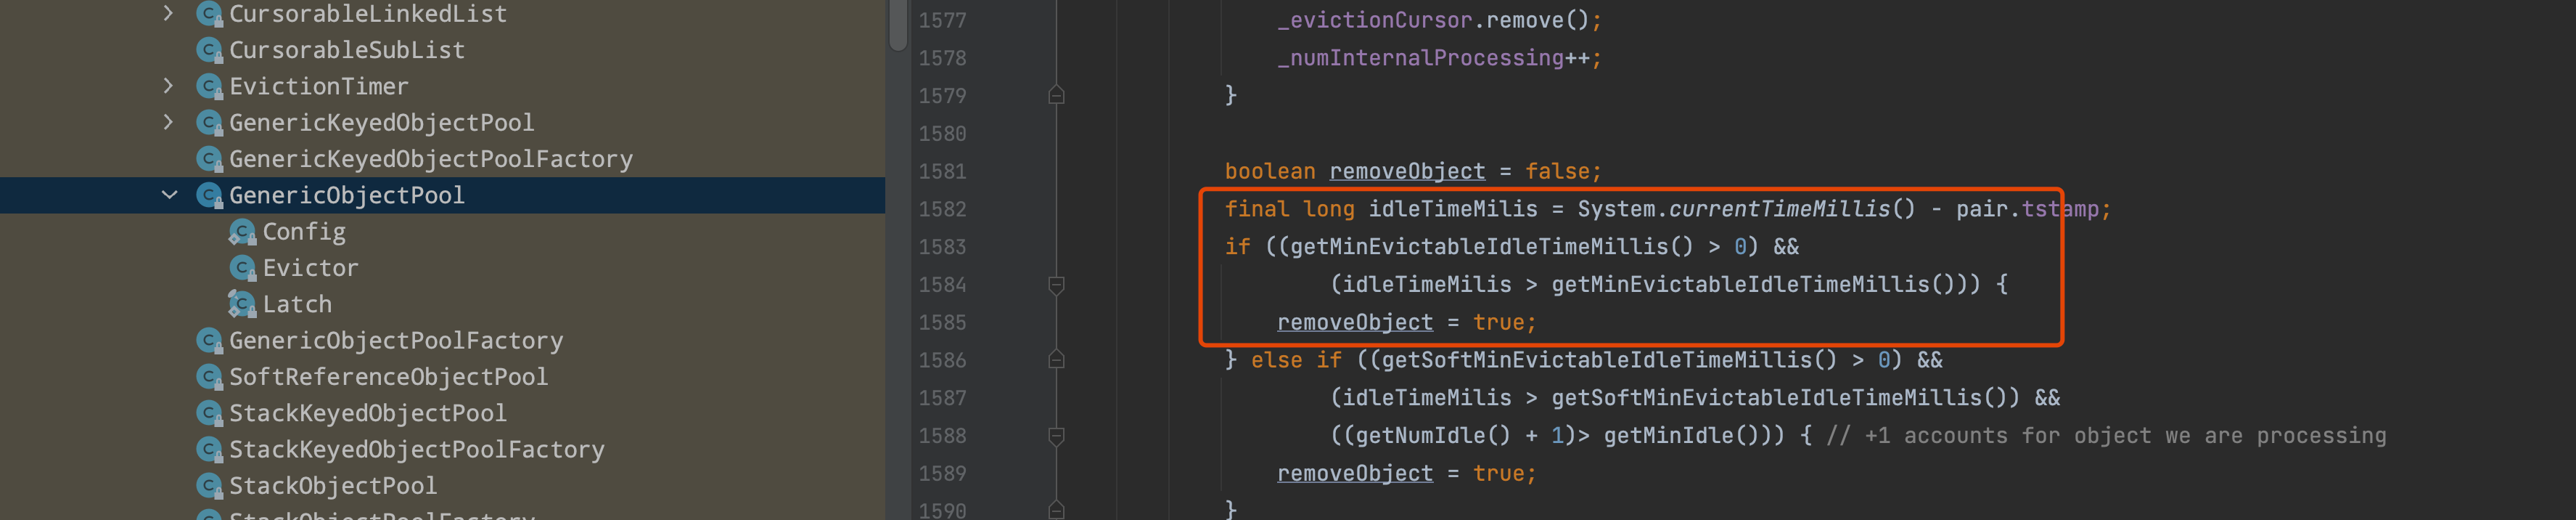 CursorableLinkedList
CursorableSubList
EvictionTimer
GenericKeyedObjectPool
GenericKeyedObjectPoolFactory
GenericObjectPool
Config
Evictor
Latch
GenericObjectPoolFactory
SoftReferenceObjectPool
StackKeyedObjectPool
StackKeyedObjectPoolFactory
StackObjectPool
StackObjectPoolFactory
1577 _evictionCursor.remove();
1578 _numInternalProcessing++;
1579 }
1580
1581 boolean removeObject = false;
1582 final long idleTimeMilis = System.currentTimeMillis() - pair.tstamp;
1583 if ((getMinEvictableIdleTimeMillis() > 0) &&
1584 (idleTimeMilis > getMinEvictableIdleTimeMillis())) {
1585 removeObject = true;
1586 } else if ((getSoftMinEvictableIdleTimeMillis() > 0) &&
1587 (idleTimeMilis > getSoftMinEvictableIdleTimeMillis()) &&
1588 ((getNumIdle() + 1)> getMinIdle())) { // +1 accounts for object we are processing
1589 removeObject = true;
1590 }